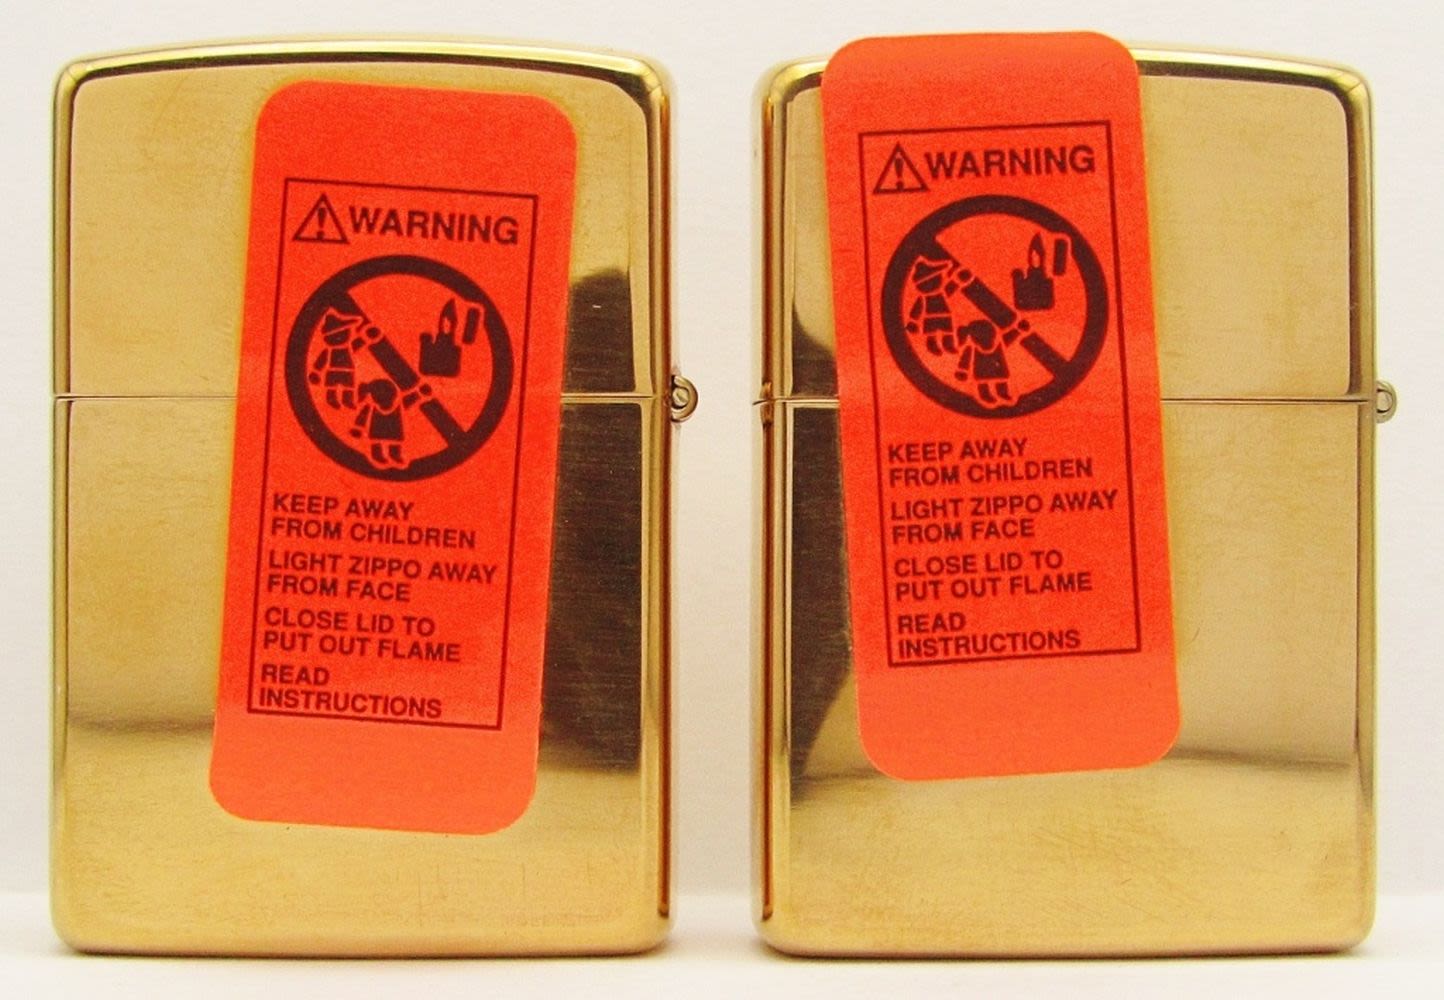 WARNING
KEEP AWAY
FROM CHILDREN
LIGHT ZIPPO AWAY
FROM FACE
CLOSE LID TO
PUT OUT FLAME
READ
INSTRUCTIONS
WARNING
KEEP AWAY
FROM CHILDREN
LIGHT ZIPPO AWAY
FROM FACE
CLOSE LID TO
PUT OUT FLAME
READ
INSTRUCTIONS